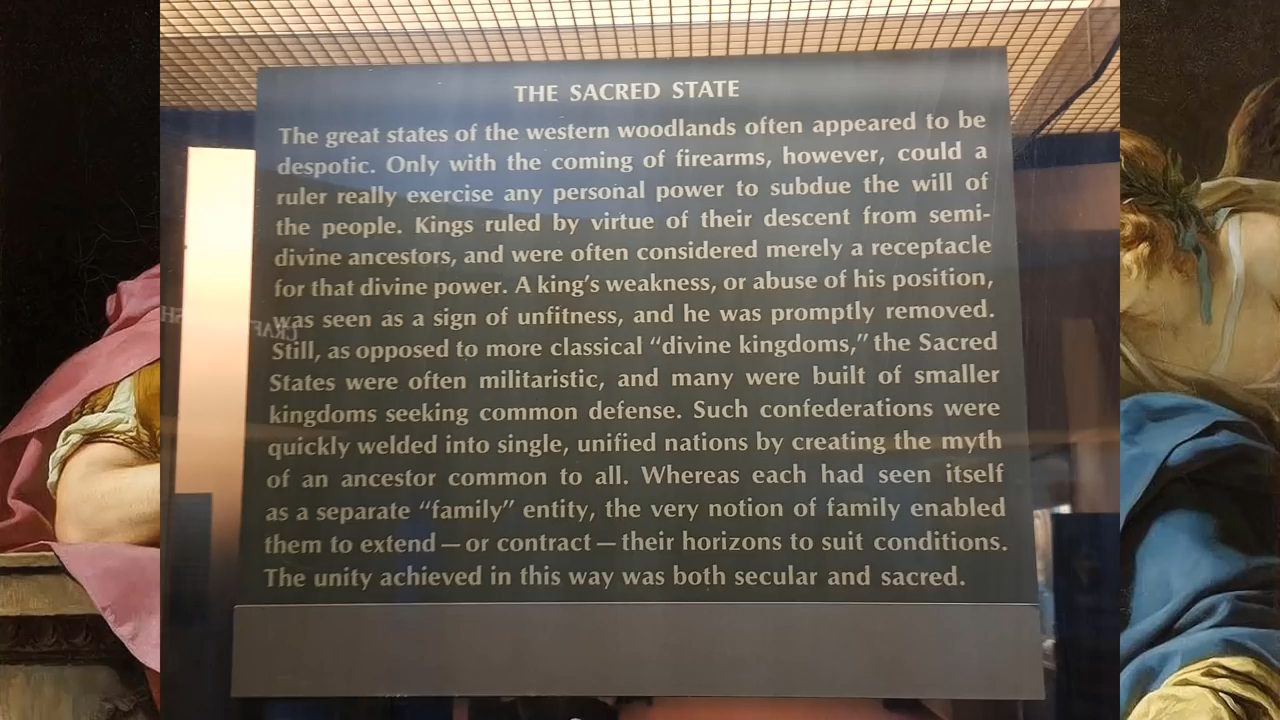 THE SACRED STATE
The great states of the western woodlands often appeared to be
despotic. Only with the coming of firearms, however, could a
ruler really exercise any personal power to subdue the will of
the people. Kings ruled by virtue of their descent from semi-
divine ancestors, and were often considered merely a receptacle
for that divine power. A king's weakness, or abuse of his position,
was seen as a sign of unfitness, and he was promptly removed.
Still, as opposed to more classical “divine kingdoms,” the Sacred
States were often militaristic, and many were built of smaller
kingdoms seeking common defense. Such confederations were
quickly welded into single, unified nations by creating the myth
of an ancestor common to all. Whereas each had seen itself
as a separate “family” entity, the very notion of family enabled
them to extend — or contract — their horizons to suit conditions.
The unity achieved in this way was both secular and sacred.